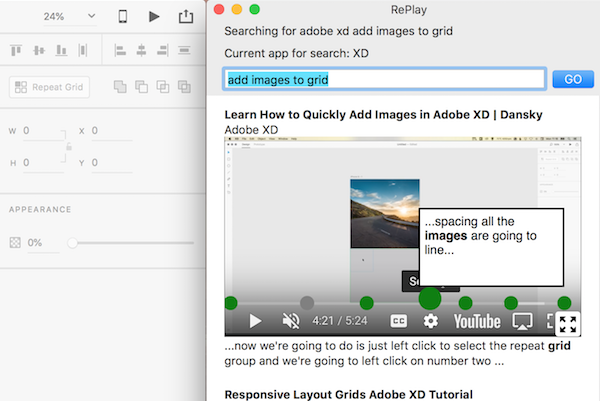 24%
RePlay
Searching for adobe xd add images to grid
Current app for search: XD
add images to grid
GO
Repeat Grid
W 0 X 0
H 0 Y 0
APPEARANCE
0%
Learn How to Quickly Add Images in Adobe XD | Dansky
Adobe XD
...spacing all the
images are going to
line...
4:21 / 5:24
CC
YouTube
...now we're going to do is just left click to select the repeat grid
group and we're going to left click on number two ...
Responsive Layout Grids Adobe XD Tutorial